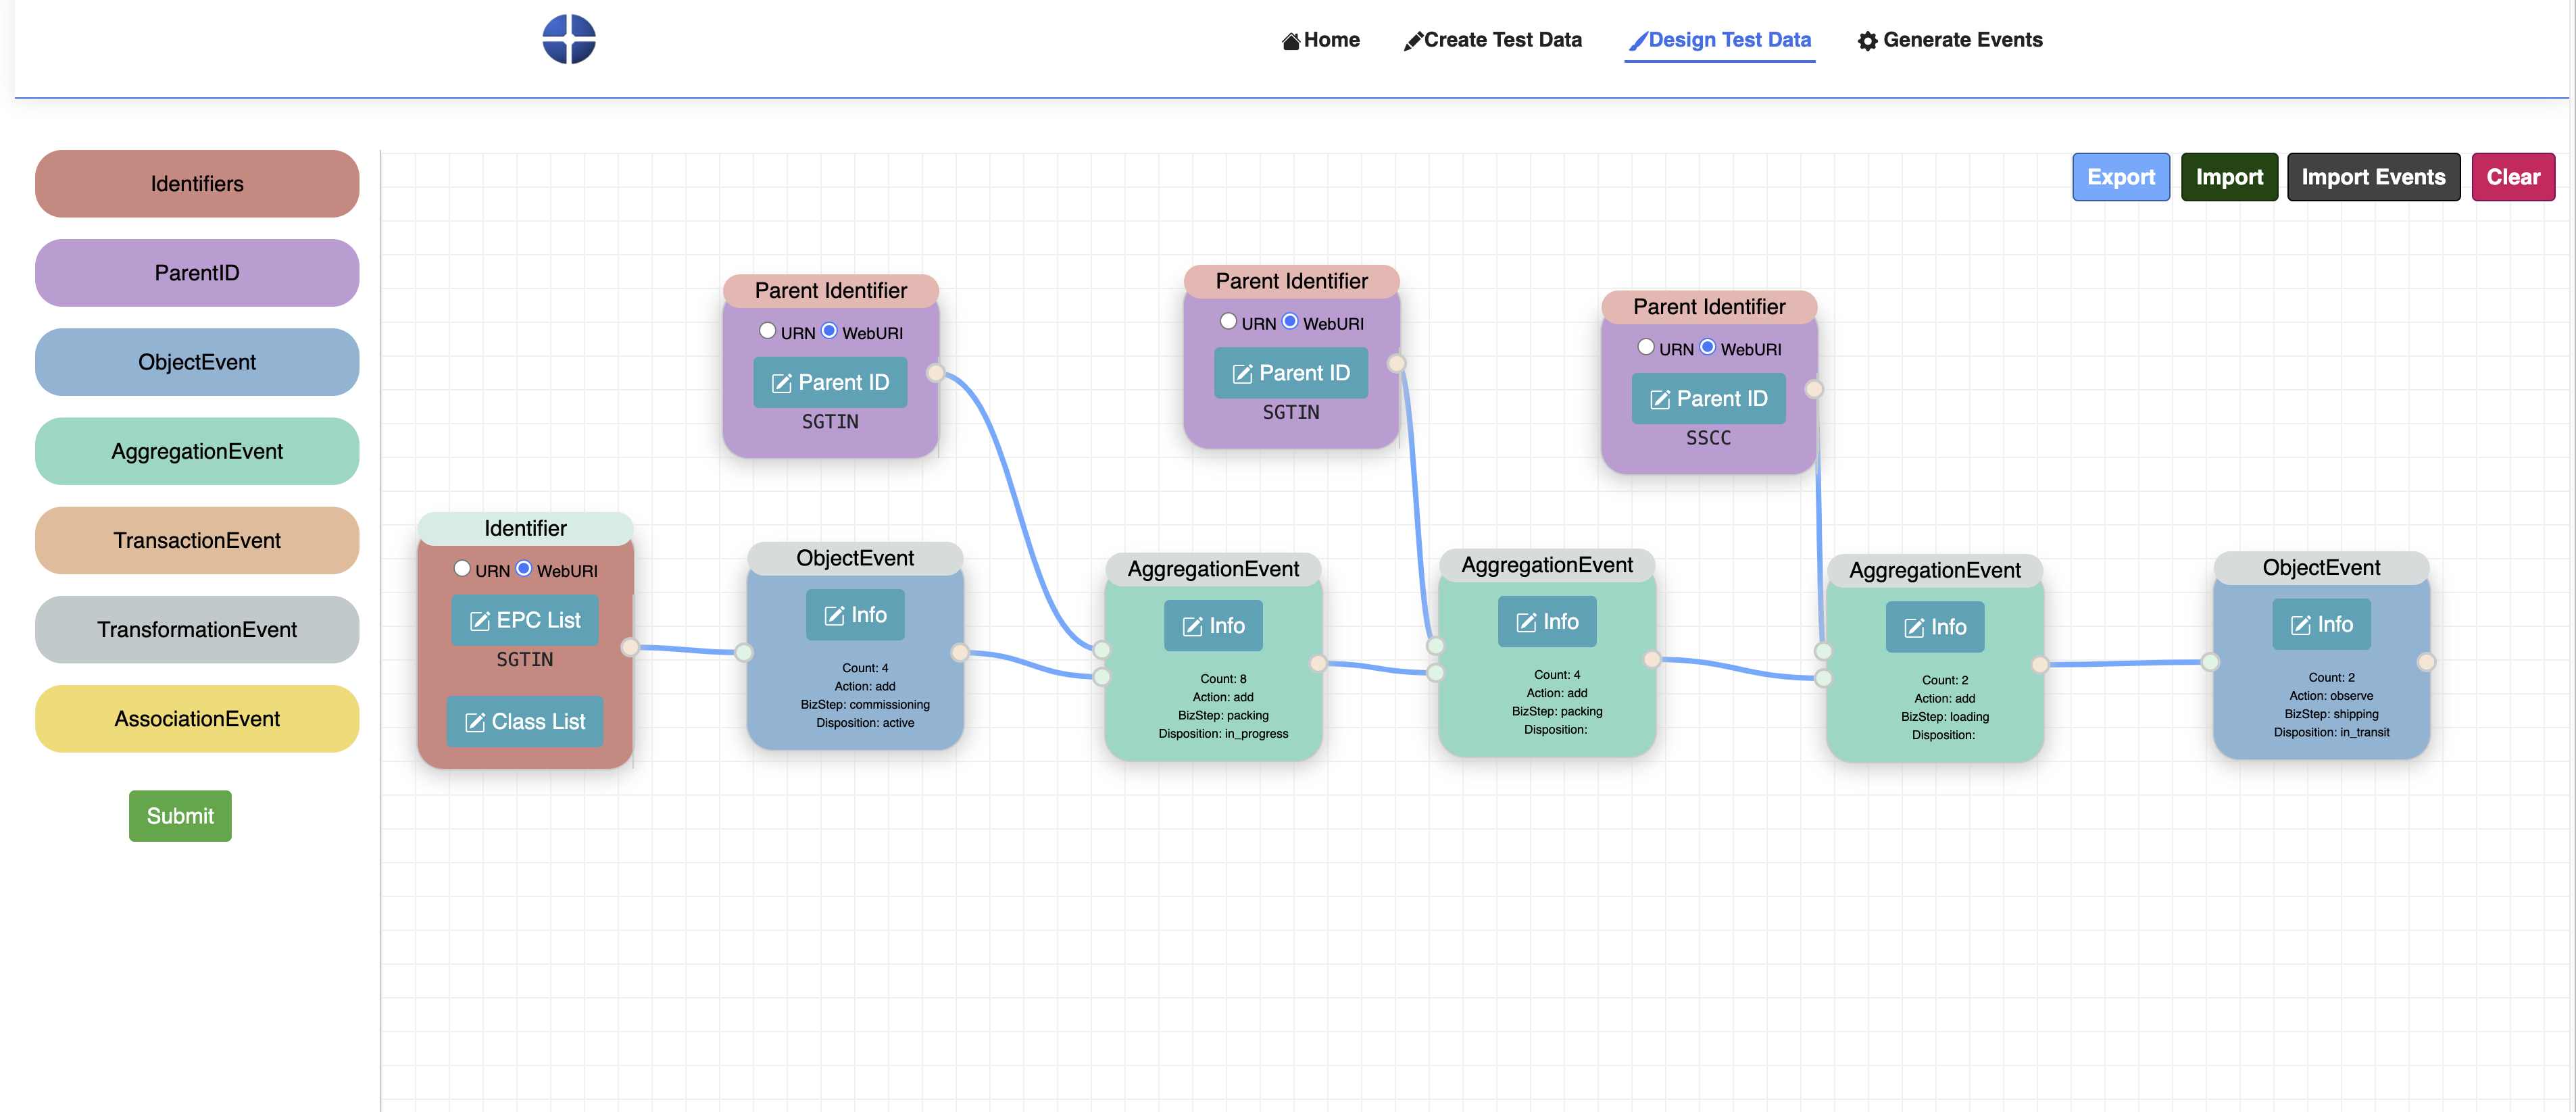 Home
Create Test Data
Design Test Data
Generate Events
Export
Import
Import Events
Clear
Identifiers
ParentID
ObjectEvent
AggregationEvent
TransactionEvent
TransformationEvent
AssociationEvent
Submit
Parent Identifier
URN WebURI
Parent ID
SGTIN
Parent Identifier
URN WebURI
Parent ID
SGTIN
Parent Identifier
URN WebURI
Parent ID
SSCC
Identifier
URN WebURI
EPC List
SGTIN
Class List
ObjectEvent
Info
Count: 4
Action: add
BizStep: commissioning
Disposition: active
AggregationEvent
Info
Count: 8
Action: add
BizStep: packing
Disposition: in_progress
AggregationEvent
Info
Count: 4
Action: add
BizStep: packing
Disposition:
AggregationEvent
Info
Count: 2
Action: add
BizStep: loading
Disposition:
ObjectEvent
Info
Count: 2
Action: observe
BizStep: shipping
Disposition: in_transit